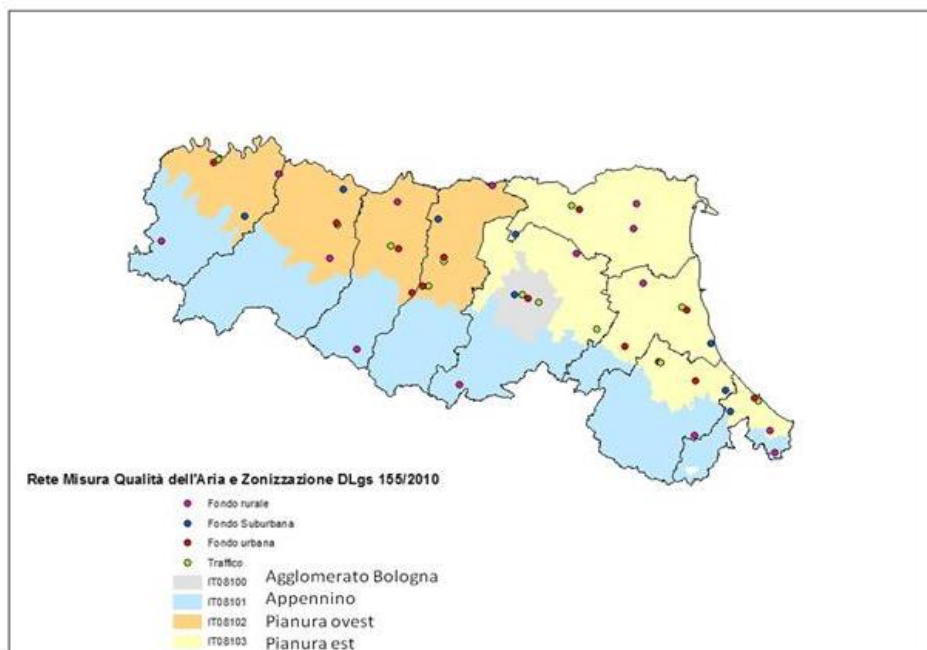 Rete Misura Qualità dell'Aria e Zonizzazione DLgs 155/2010
Fondo rurale
Fondo Suburbana
Fondo urbana
Traffico
IT08100 Agglomerato Bologna
IT08101 Appennino
IT08102 Pianura ovest
IT08103 Pianura est